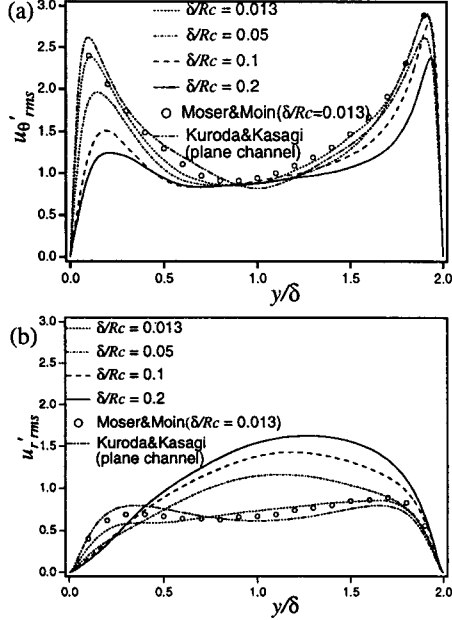 (a)
3.0
2.5
2.0
1.5
1.0
0.5
0.0
uθ'rms
δ/Rc = 0.013
δ/Rc = 0.05
δ/Rc = 0.1
δ/Rc = 0.2
Moser&Moin(δ/Rc=0.013)
Kuroda&Kasagi
(plane channel)
0.0 0.5 1.0 1.5 2.0
y/δ
(b)
3.0
2.5
2.0
1.5
1.0
0.5
0.0
ur'rms
δ/Rc = 0.013
δ/Rc = 0.05
δ/Rc = 0.1
δ/Rc = 0.2
Moser&Moin(δ/Rc = 0.013)
Kuroda&Kasagi
(plane channel)
0.0 0.5 1.0 1.5 2.0
y/δ